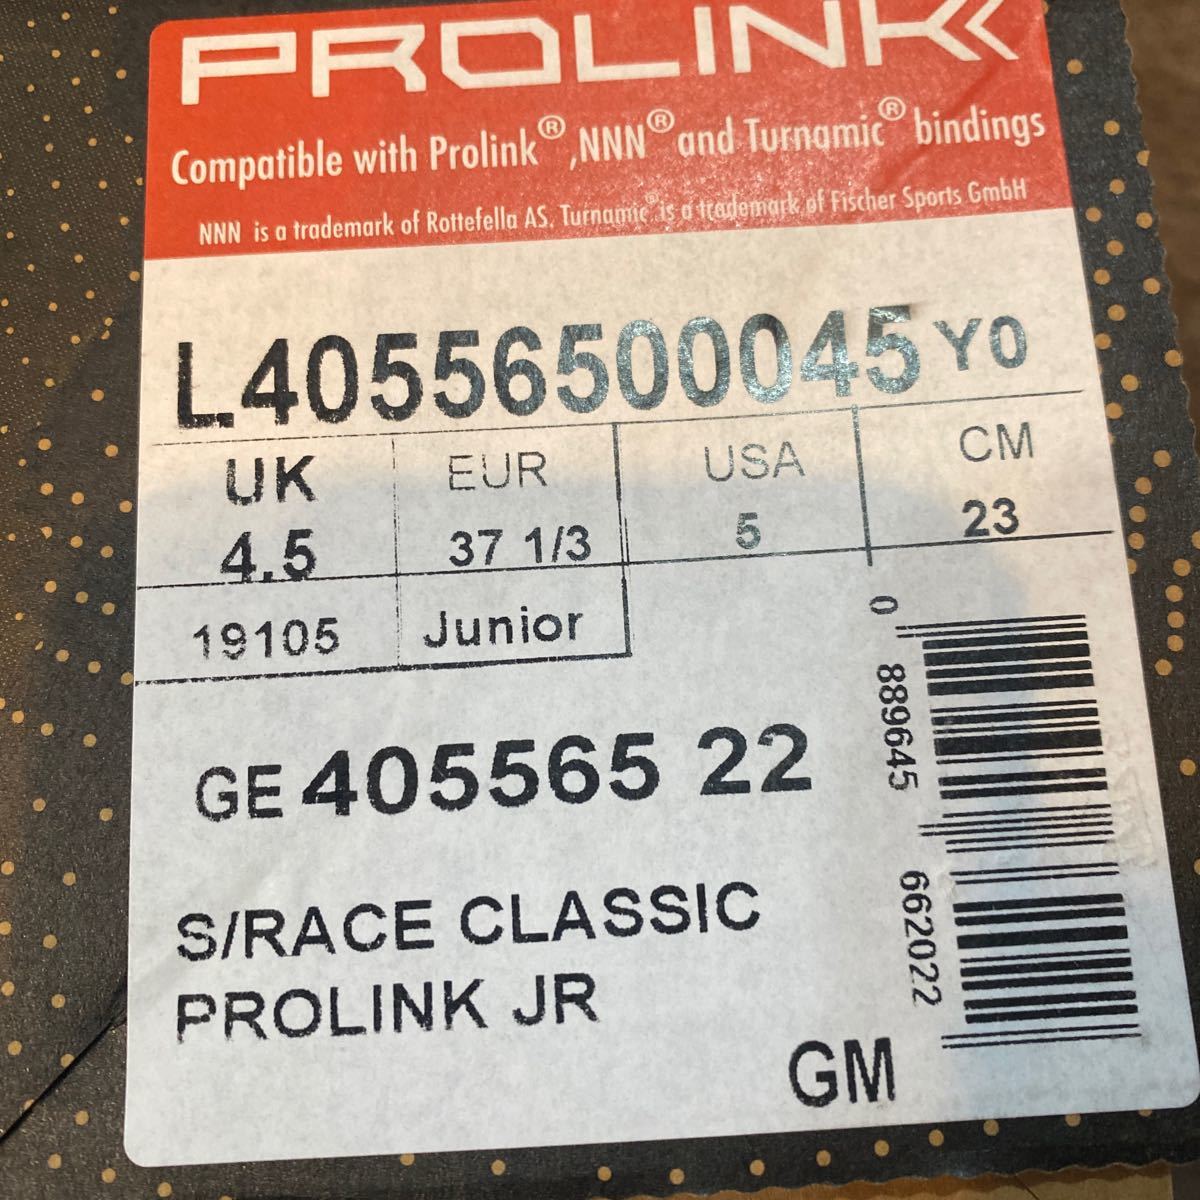 PROLINK
Compatible with Prolink®,NNN® and Turnamic® bindings
NNN is a trademark of Rottefella AS. Turnamic® is a trademark of Fischer Sports GmbH
L40556500045 Y0
UK EUR USA CM
4.5 37 1/3 5 23
19105 Junior
GE 405565 22
S/RACE CLASSIC
PROLINK JR
GM
0 889645 662022